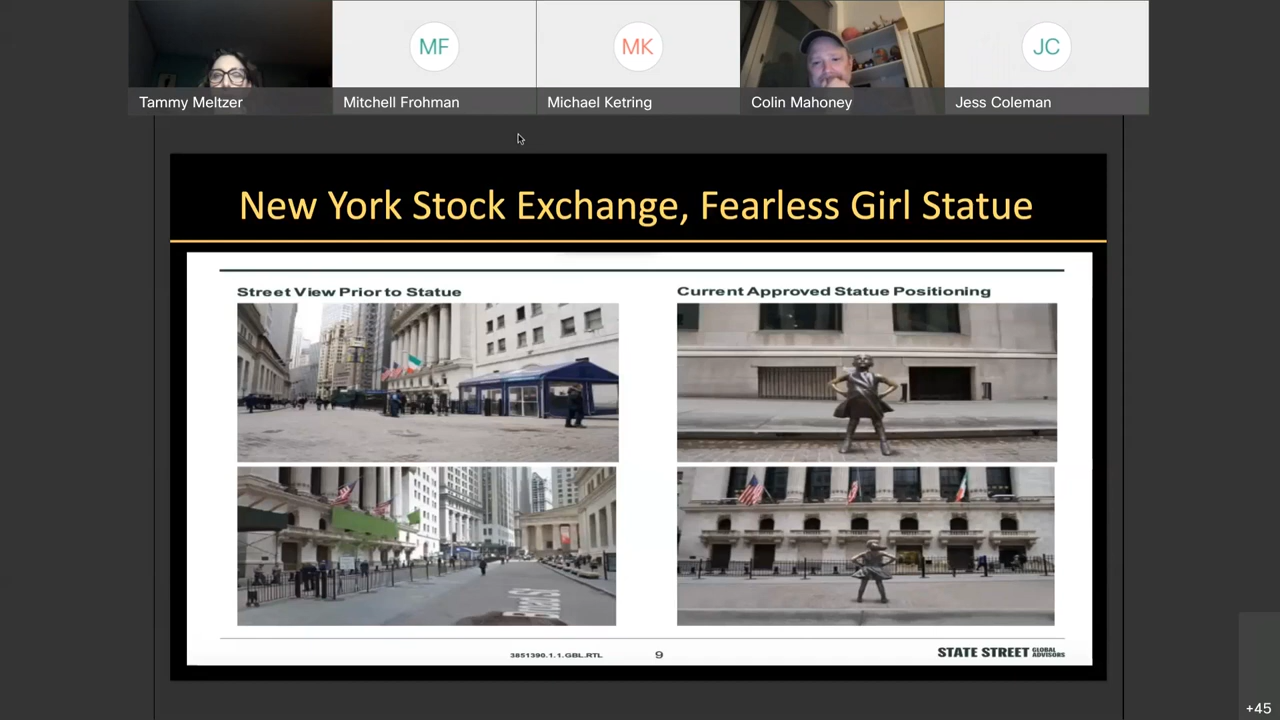 Tammy Meltzer
MF
Mitchell Frohman
MK
Michael Ketring
Colin Mahoney
JC
Jess Coleman
New York Stock Exchange, Fearless Girl Statue
Street View Prior to Statue
Current Approved Statue Positioning
Broad St
3851390.1.1.GBL.RTL
9
STATE STREET GLOBAL ADVISORS
+45